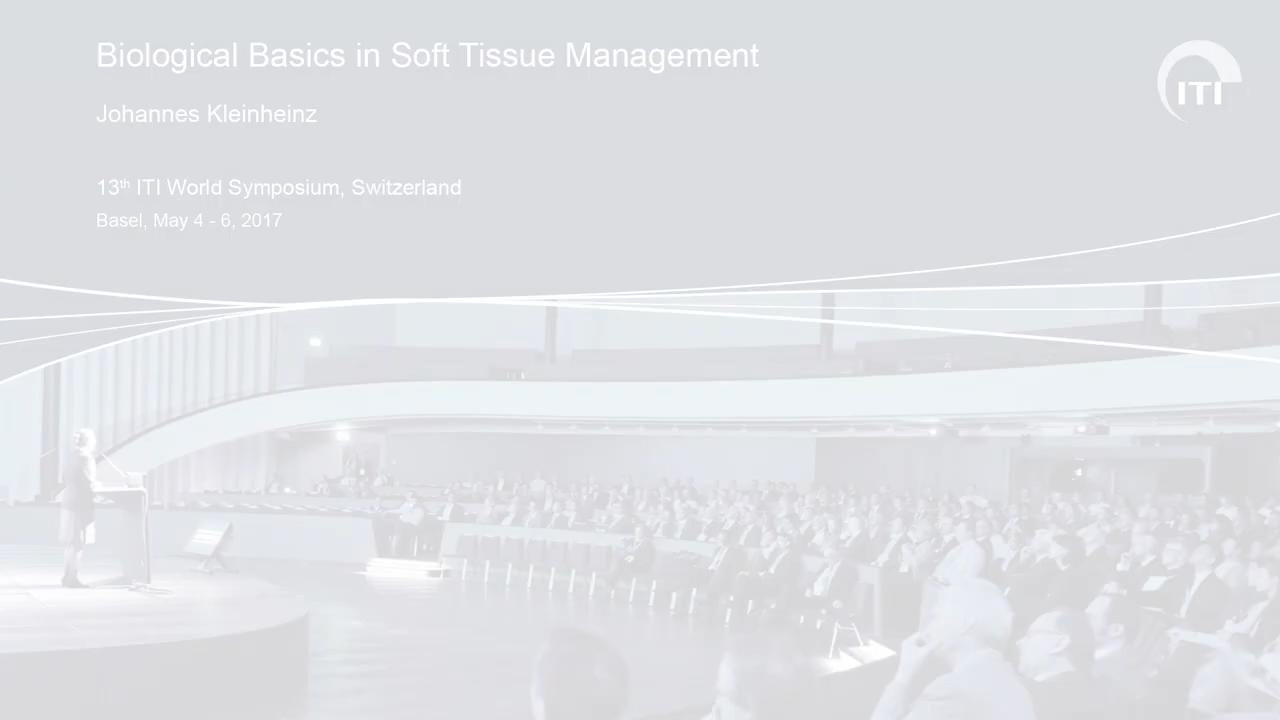 Biological Basics in Soft Tissue Management
ITI
Johannes Kleinheinz
13th ITI World Symposium, Switzerland
Basel, May 4 - 6, 2017